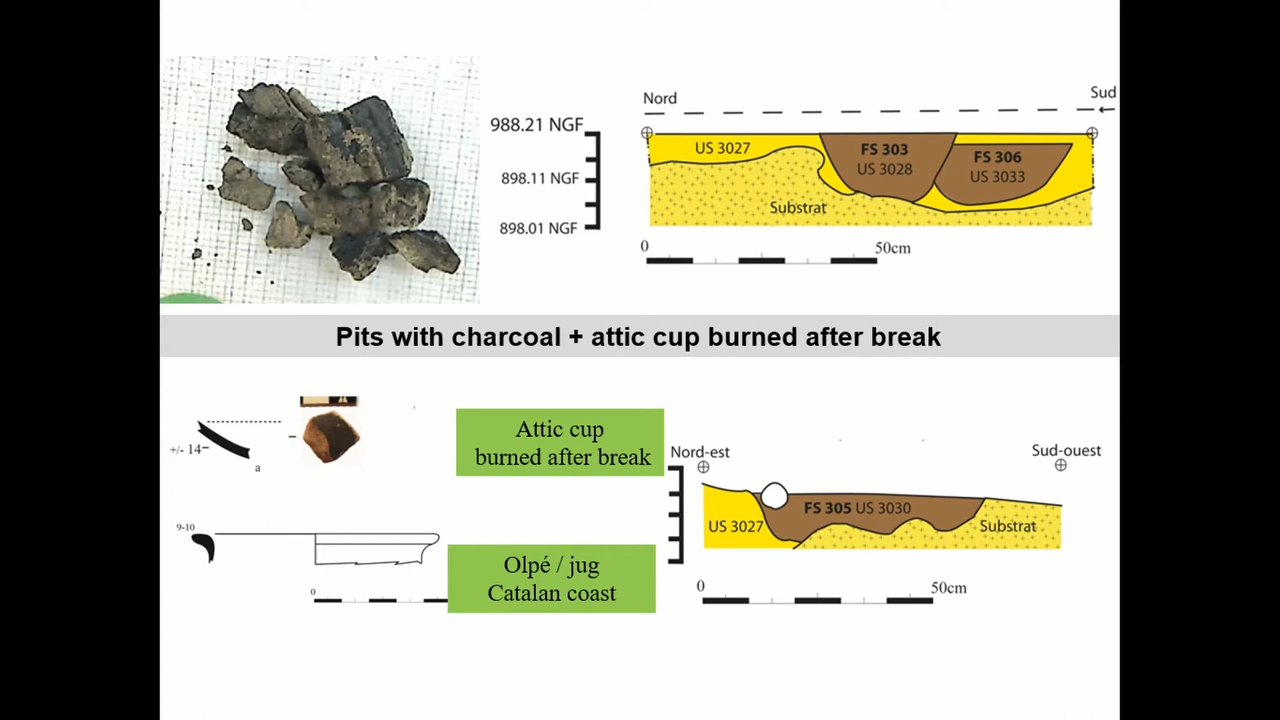 Nord
Sud
988.21 NGF
US 3027
FS 303
US 3028
FS 306
US 3033
898.11 NGF
Substrat
898.01 NGF
0
50cm
Pits with charcoal + attic cup burned after break
+/- 14
a
Attic cup
burned after break
Nord-est
Sud-ouest
9-10
US 3027
FS 305 US 3030
Substrat
Olpé / jug
Catalan coast
0
0
50cm